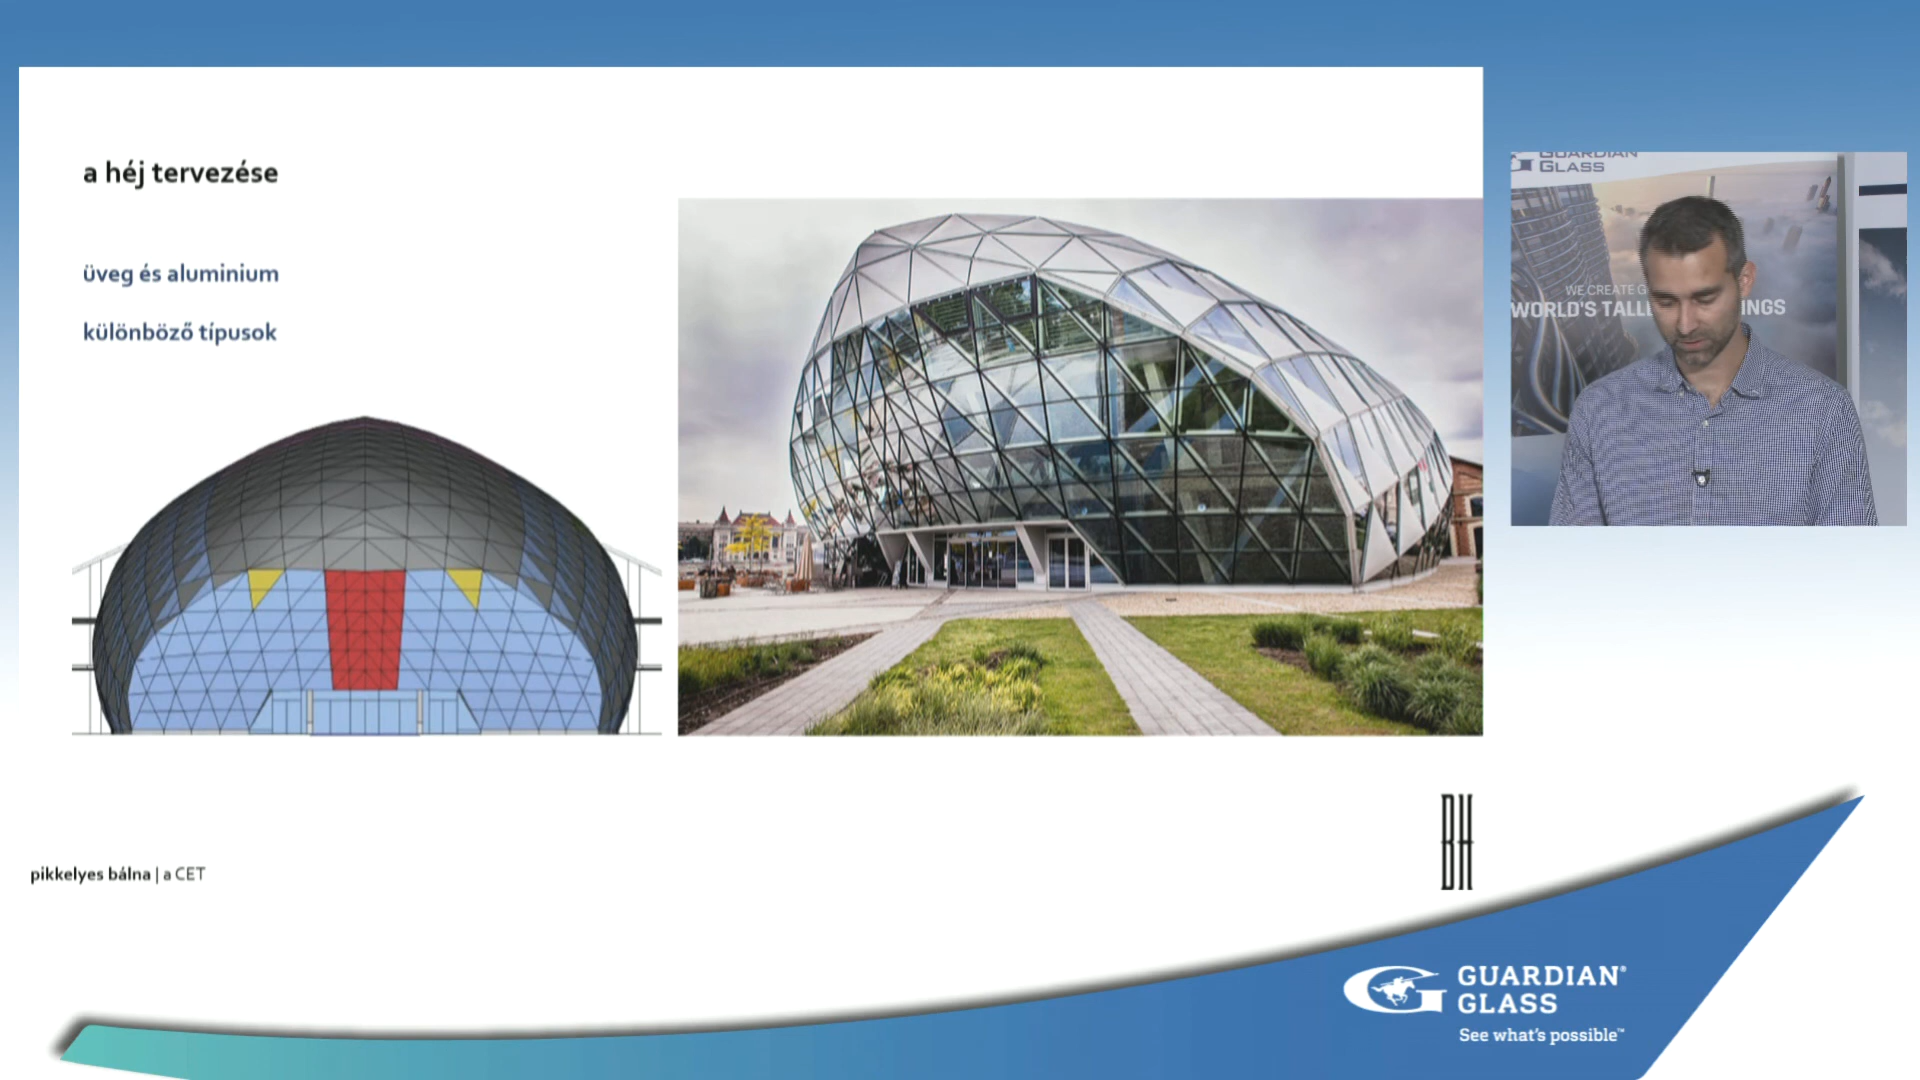 a héj tervezése
üveg és aluminium
különböző típusok
pikkelyes bálna | a CET
BH
GUARDIAN
GLASS
WE CREATE G
WORLD'S TALL INGS
GUARDIAN®
GLASS
See what's possible™